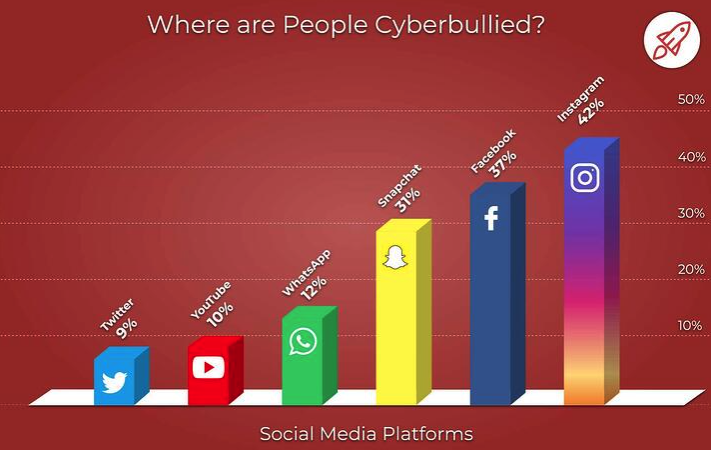 Where are People Cyberbullied?
50%
40%
30%
20%
10%
Twitter
9%
YouTube
10%
WhatsApp
12%
Snapchat
31%
Facebook
37%
Instagram
42%
Social Media Platforms